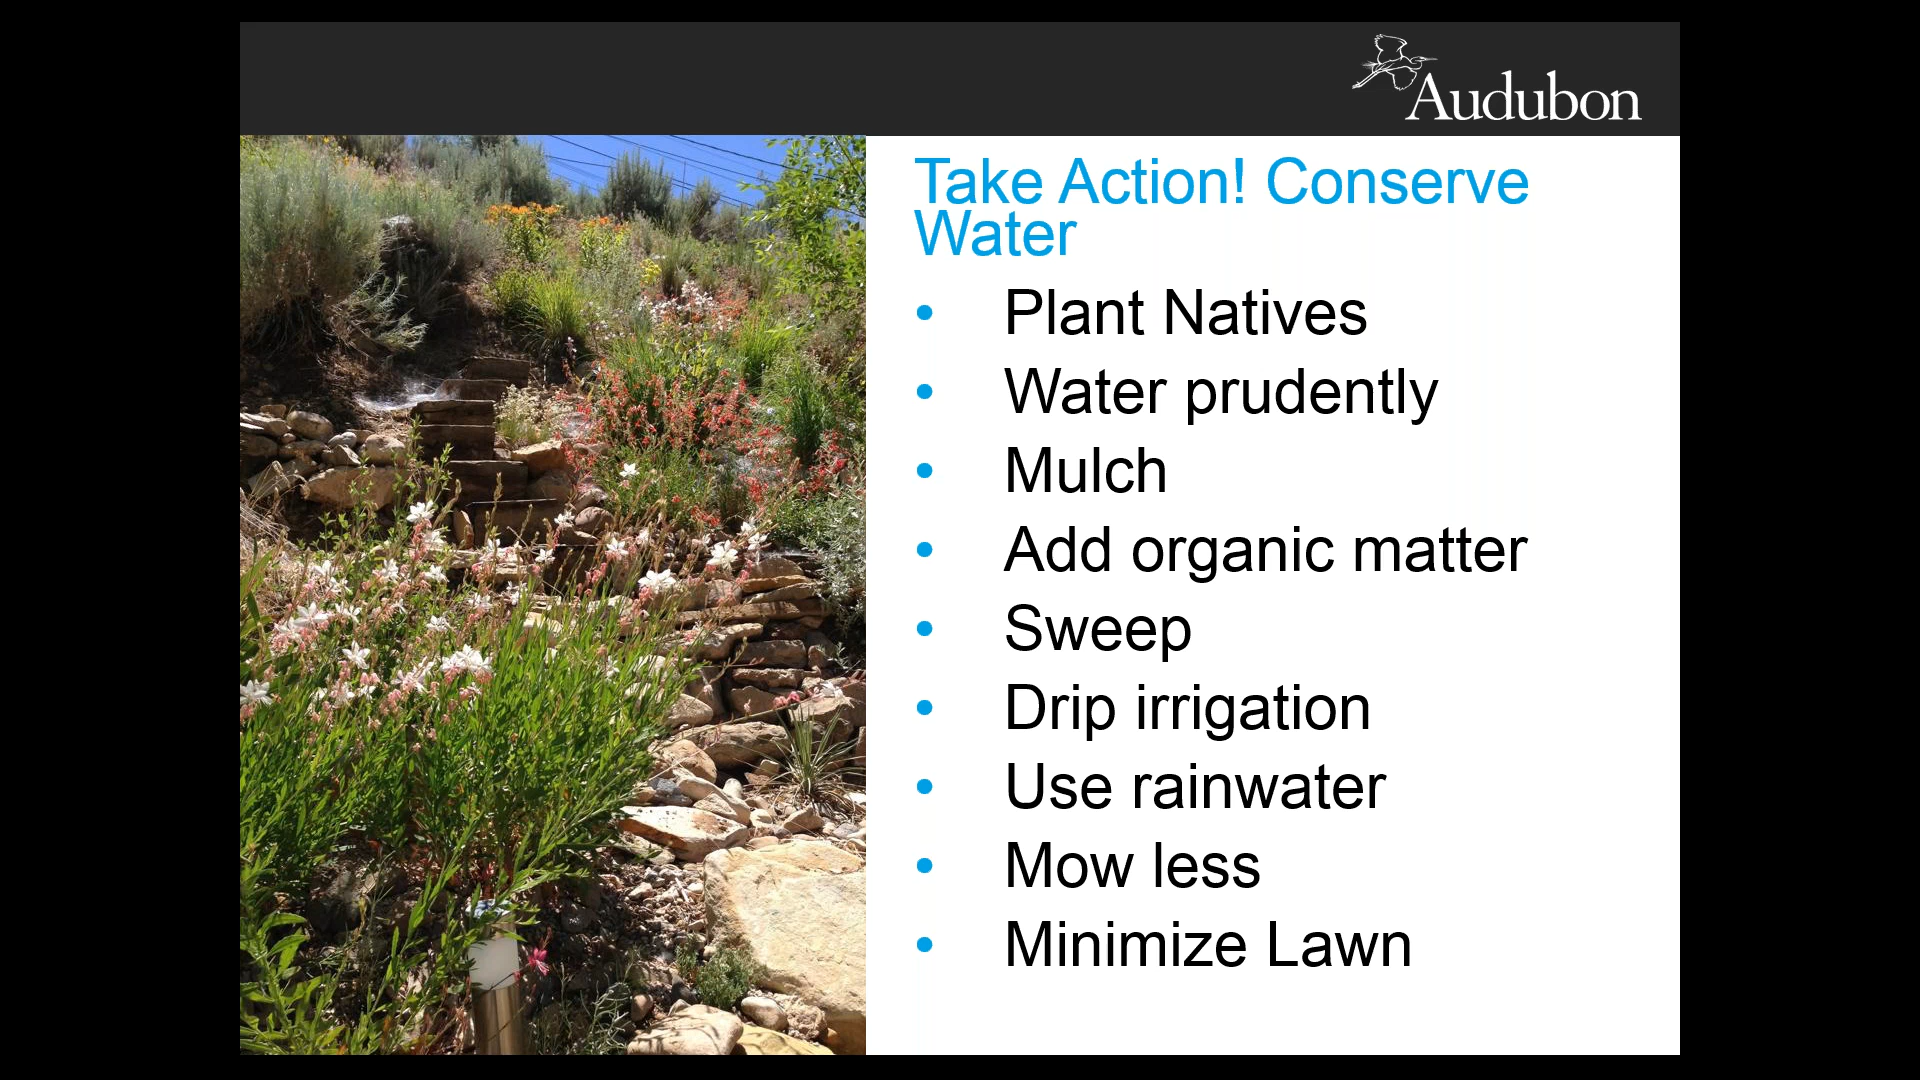 Audubon
Take Action! Conserve
Water
• Plant Natives
• Water prudently
• Mulch
• Add organic matter
• Sweep
• Drip irrigation
• Use rainwater
• Mow less
• Minimize Lawn